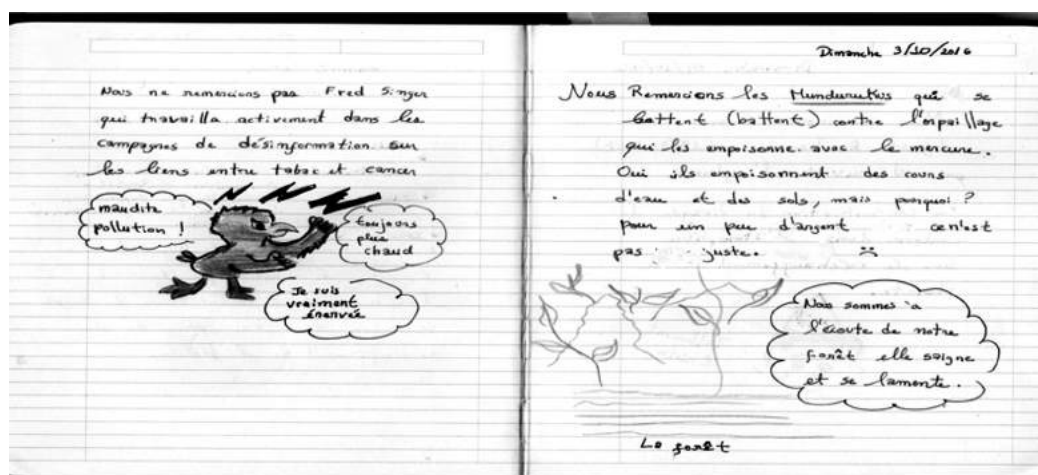 Nous ne remercions pas Fred Singer
qui travailla activement dans les
campagnes de désinformation sur
les liens entre tabac et cancer
maudite
pollution !
toujours
plus
chaud
Je suis
vraiment
énervée
Dimanche 3/10/2016
Nous Remercions les Mundurukus qui se
battent (battent) contre l'orpaillage
qui les empoisonne avec le mercure.
Oui ils empoisonnent des cours
d'eau et des sols, mais porquoi ?
pour un peu d'argent ce n'est
pas juste.
Nous sommes à
l'écoute de notre
forêt elle saigne
et se lamente.
La forêt